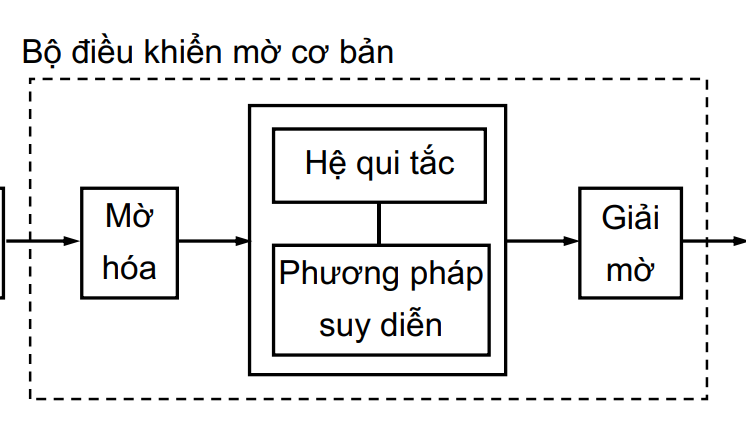 Bộ điều khiển mờ cơ bản
Hệ qui tắc
Mờ
hóa
Phương pháp
suy diễn
Giải
mờ